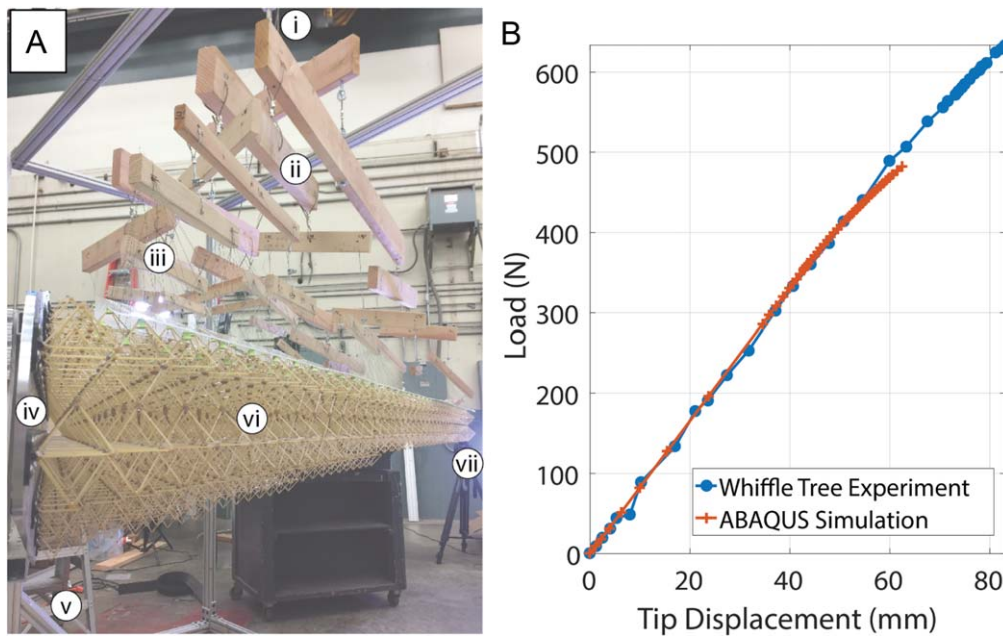 A
i
ii
iii
iv
vi
vii
v
B
600
500
400
300
200
100
0
Load (N)
Whiffle Tree Experiment
ABAQUS Simulation
0
20
40
60
80
Tip Displacement (mm)